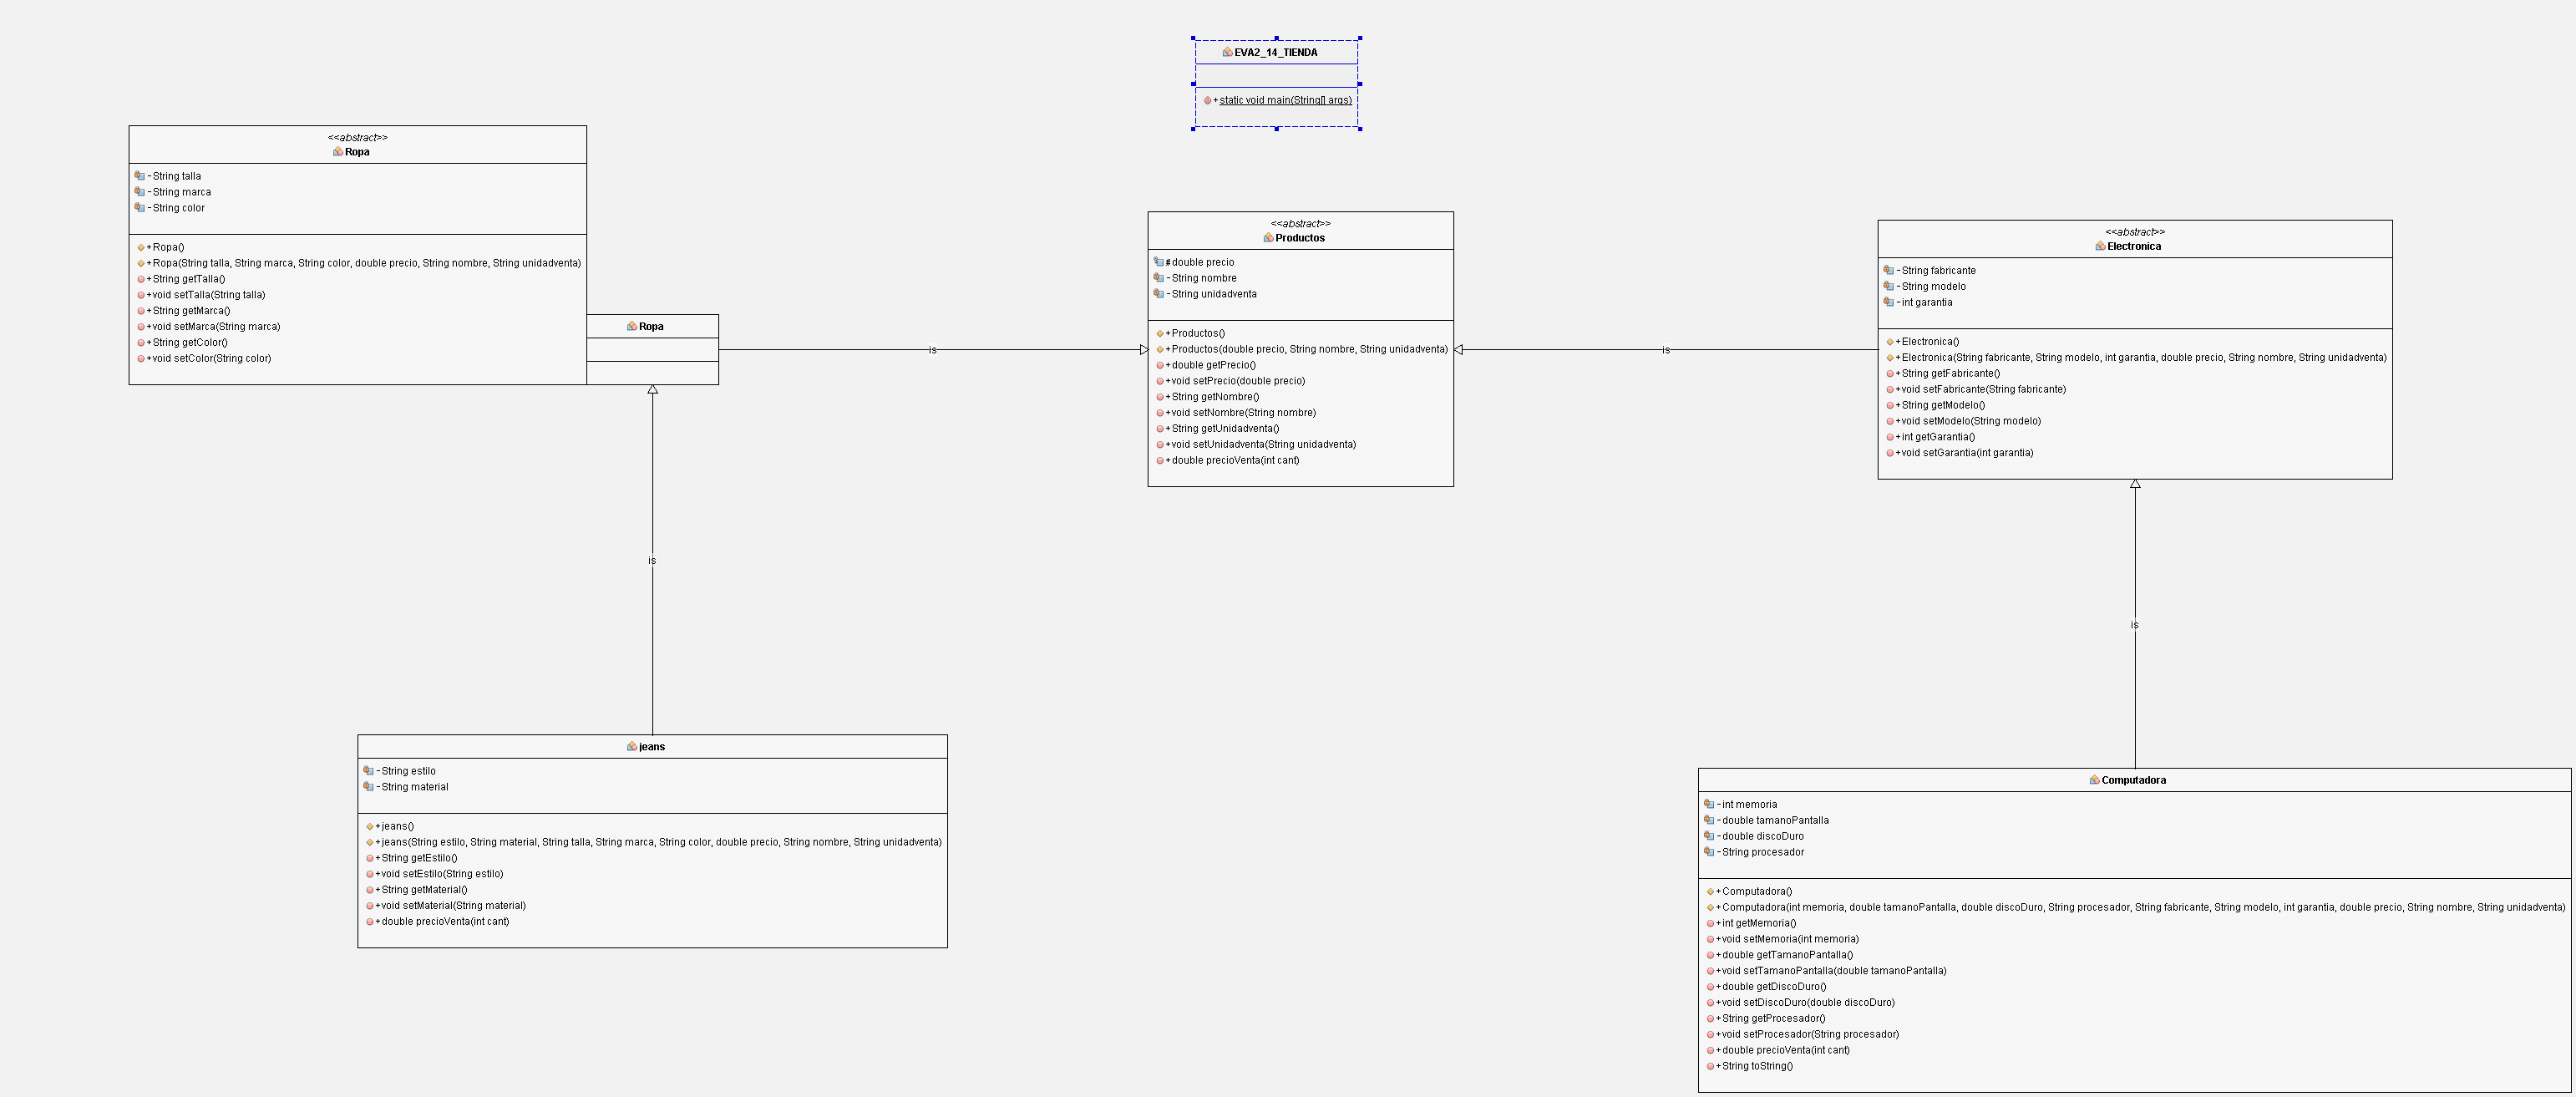 EVA2_14_TIENDA
+ static void main(String[] args)
<<abstract>>
Ropa
- String talla
- String marca
- String color
+ Ropa()
+ Ropa(String talla, String marca, String color, double precio, String nombre, String unidadventa)
+ String getTalla()
+ void setTalla(String talla)
+ String getMarca()
+ void setMarca(String marca)
+ String getColor()
+ void setColor(String color)
Ropa
is
is
<<abstract>>
Productos
# double precio
- String nombre
- String unidadventa
+ Productos()
+ Productos(double precio, String nombre, String unidadventa)
+ double getPrecio()
+ void setPrecio(double precio)
+ String getNombre()
+ void setNombre(String nombre)
+ String getUnidadventa()
+ void setUnidadventa(String unidadventa)
+ double precioVenta(int cant)
is
<<abstract>>
Electronica
- String fabricante
- String modelo
- int garantia
+ Electronica()
+ Electronica(String fabricante, String modelo, int garantia, double precio, String nombre, String unidadventa)
+ String getFabricante()
+ void setFabricante(String fabricante)
+ String getModelo()
+ void setModelo(String modelo)
+ int getGarantia()
+ void setGarantia(int garantia)
is
jeans
- String estilo
- String material
+ jeans()
+ jeans(String estilo, String material, String talla, String marca, String color, double precio, String nombre, String unidadventa)
+ String getEstilo()
+ void setEstilo(String estilo)
+ String getMaterial()
+ void setMaterial(String material)
+ double precioVenta(int cant)
Computadora
- int memoria
- double tamanoPantalla
- double discoDuro
- String procesador
+ Computadora()
+ Computadora(int memoria, double tamanoPantalla, double discoDuro, String procesador, String fabricante, String modelo, int garantia, double precio, String nombre, String unidadventa)
+ int getMemoria()
+ void setMemoria(int memoria)
+ double getTamanoPantalla()
+ void setTamanoPantalla(double tamanoPantalla)
+ double getDiscoDuro()
+ void setDiscoDuro(double discoDuro)
+ String getProcesador()
+ void setProcesador(String procesador)
+ double precioVenta(int cant)
+ String toString()